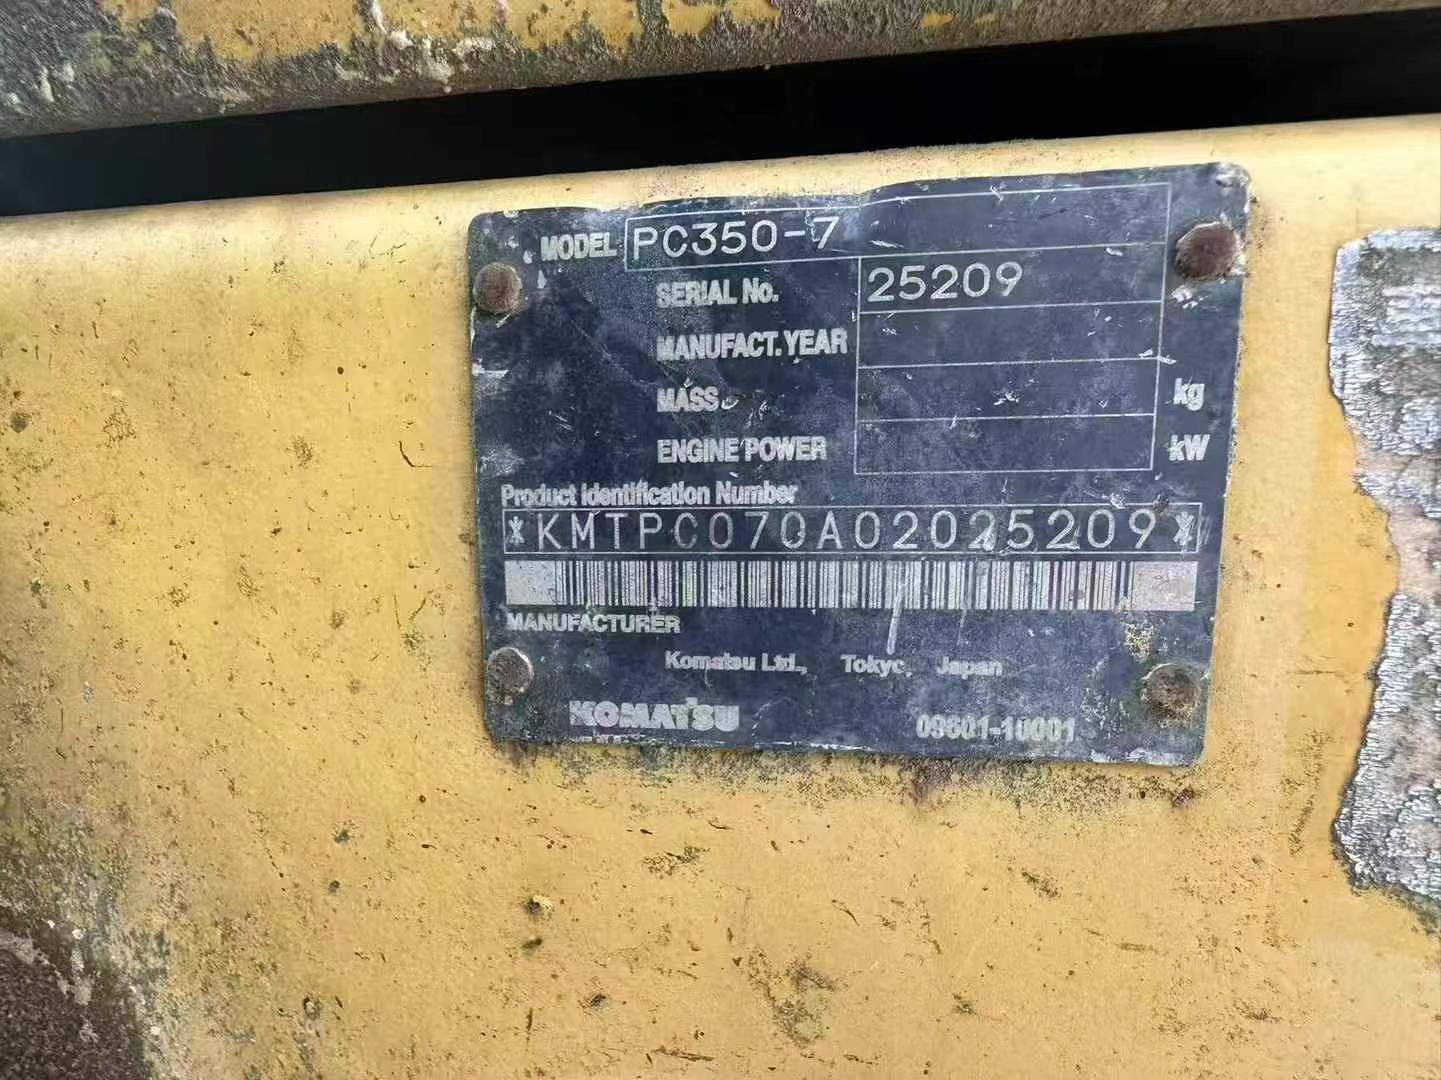 MODEL PC350-7
SERIAL No. 25209
MANUFACT. YEAR
MASS kg
ENGINE POWER kW
Product Identification Number
*KMTPC070A02025209*
MANUFACTURER
Komatsu Ltd., Tokyo, Japan
KOMATSU 09601-10001